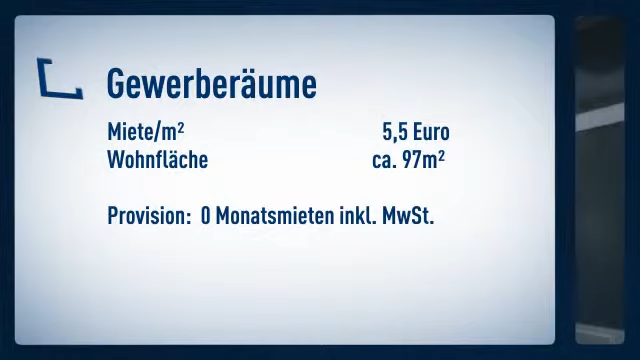 Gewerberäume
Miete/m² 5,5 Euro
Wohnfläche ca. 97m²
Provision: 0 Monatsmieten inkl. MwSt.